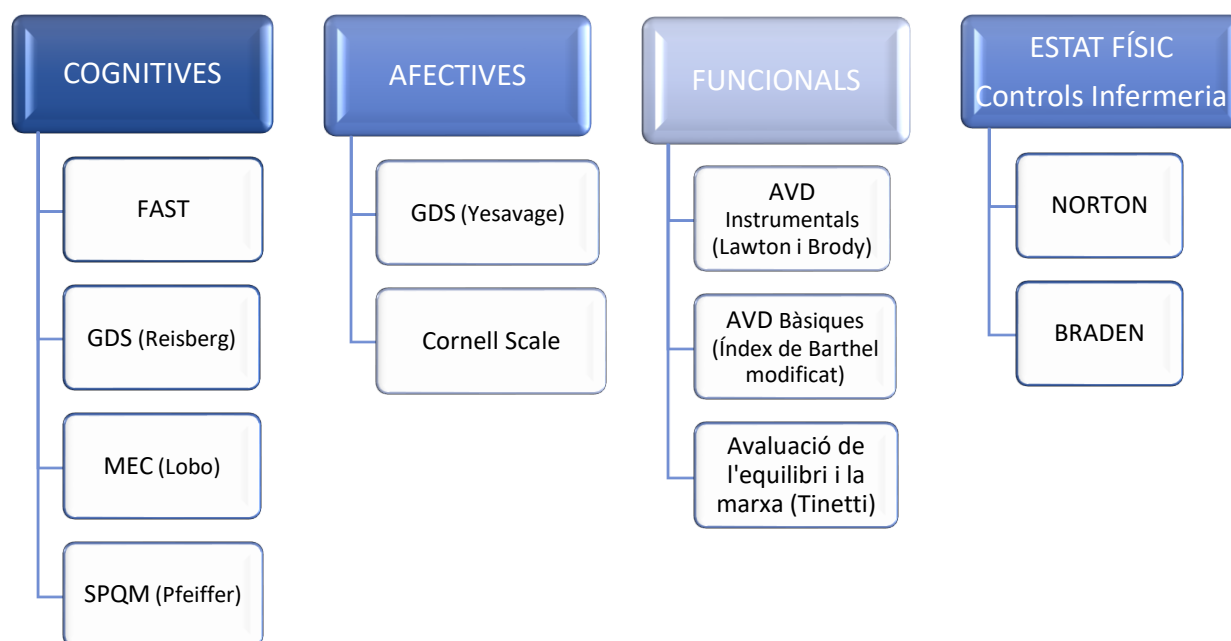 COGNITIVES
FAST
GDS (Reisberg)
MEC (Lobo)
SPQM (Pfeiffer)
AFECTIVES
GDS (Yesavage)
Cornell Scale
FUNCIONALS
AVD
Instrumentals
(Lawton i Brody)
AVD Bàsiques
(Índex de Barthel
modificat)
Avaluació de
l'equilibri i la
marxa (Tinetti)
ESTAT FÍSIC
Controls Infermeria
NORTON
BRADEN